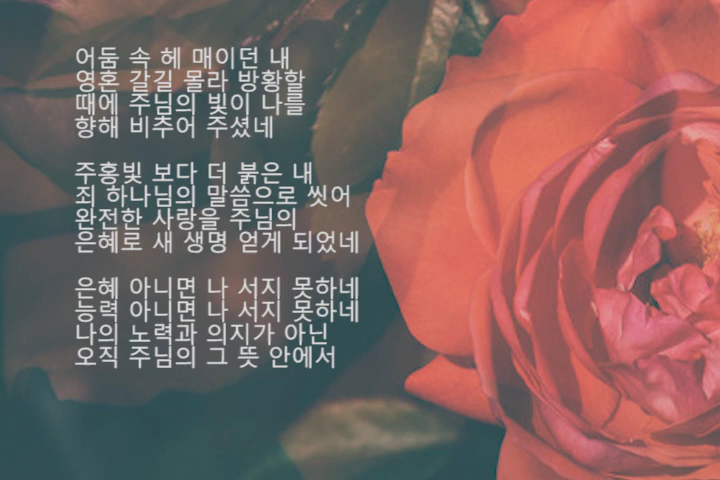 어둠 속 헤 매이던 내
영혼 갈길 몰라 방황할
때에 주님의 빛이 나를
향해 비추어 주셨네
주홍빛 보다 더 붉은 내
죄 하나님의 말씀으로 씻어
완전한 사랑을 주님의
은혜로 새 생명 얻게 되었네
은혜 아니면 나 서지 못하네
능력 아니면 나 서지 못하네
나의 노력과 의지가 아닌
오직 주님의 그 뜻 안에서